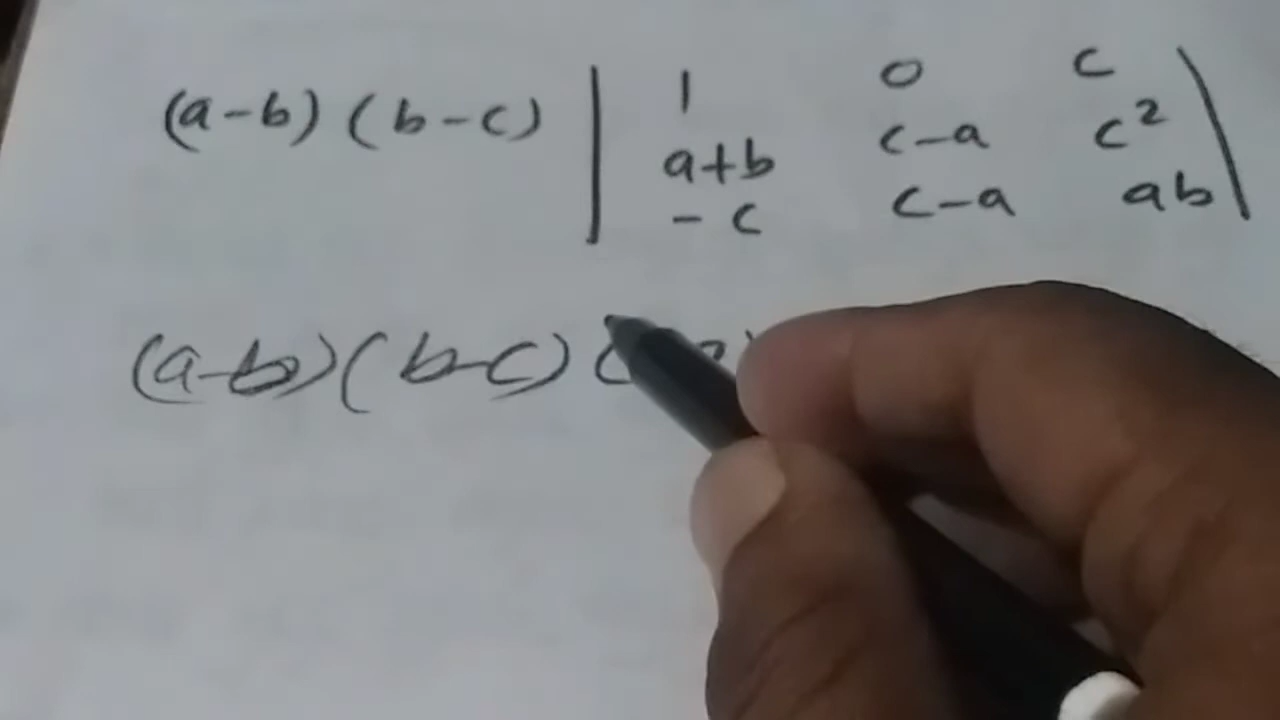 (a-b) (b-c) | 1 0 c |
a+b c-a c²
-c c-a ab
(a-b) (b-c) (